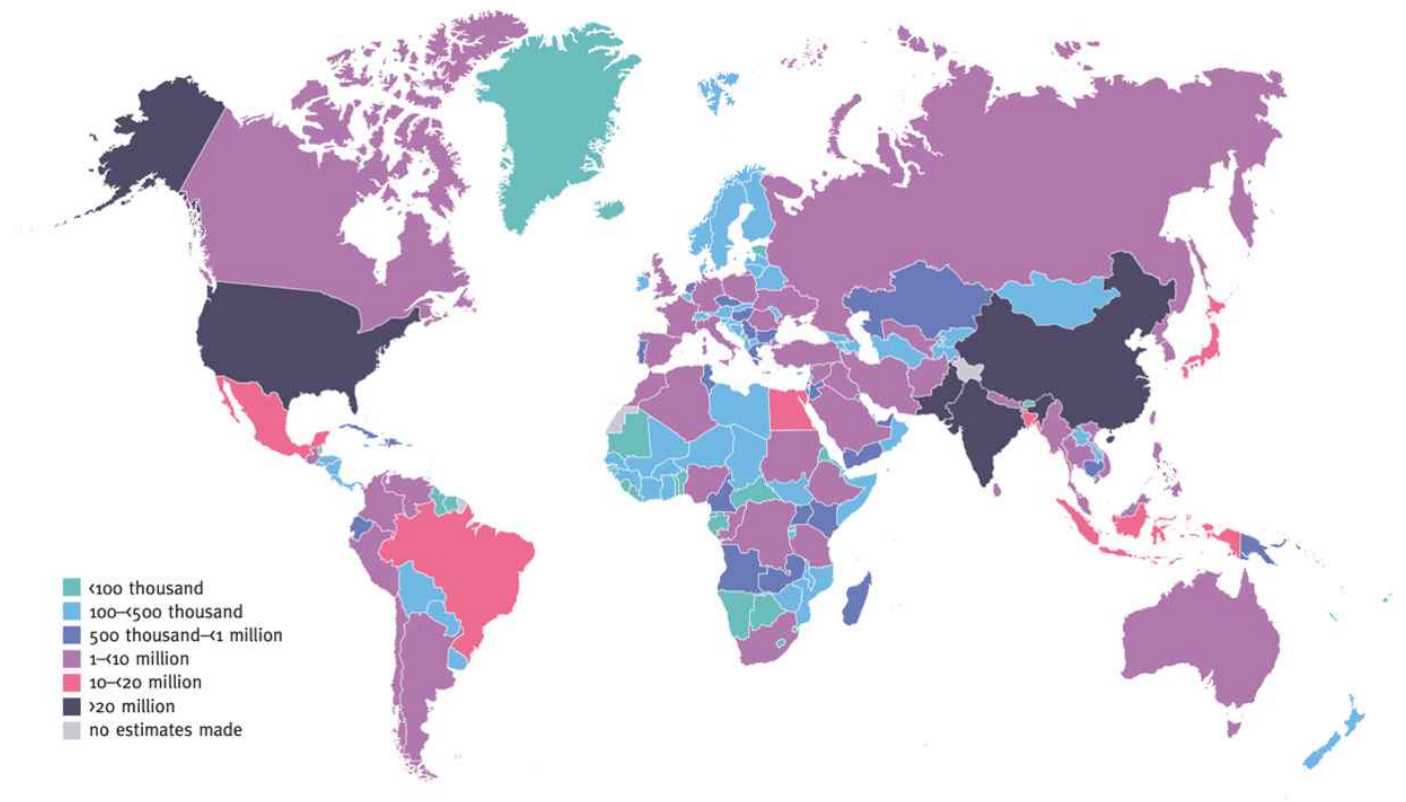 <100 thousand
100–<500 thousand
500 thousand–<1 million
1–<10 million
10–<20 million
>20 million
no estimates made